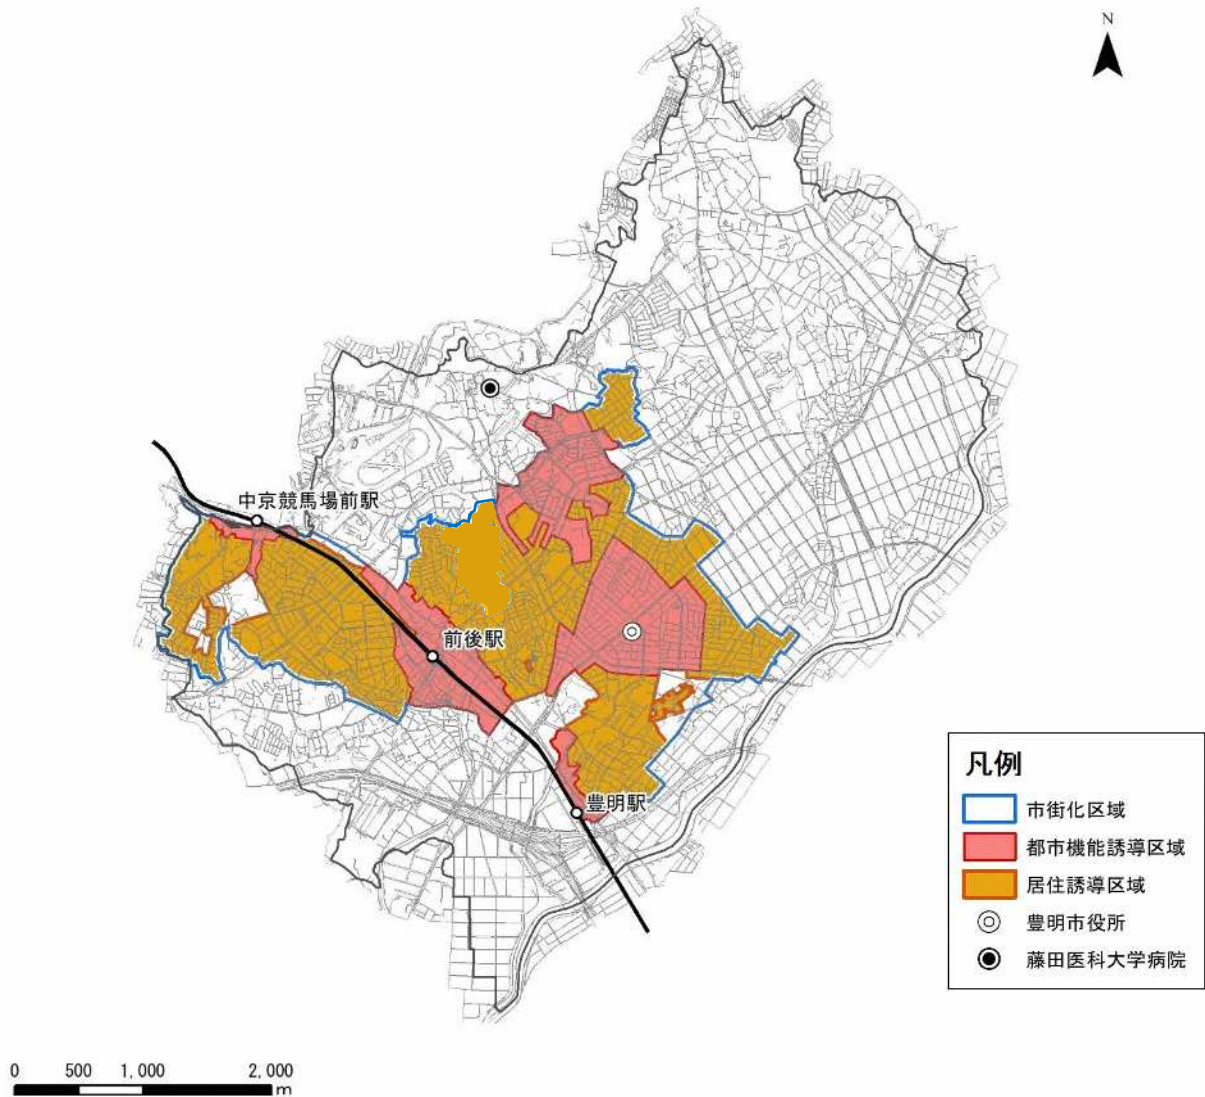 N
中京競馬場前駅
前後駅
豊明駅
凡例
市街化区域
都市機能誘導区域
居住誘導区域
豊明市役所
藤田医科大学病院
0 500 1,000 2,000
m